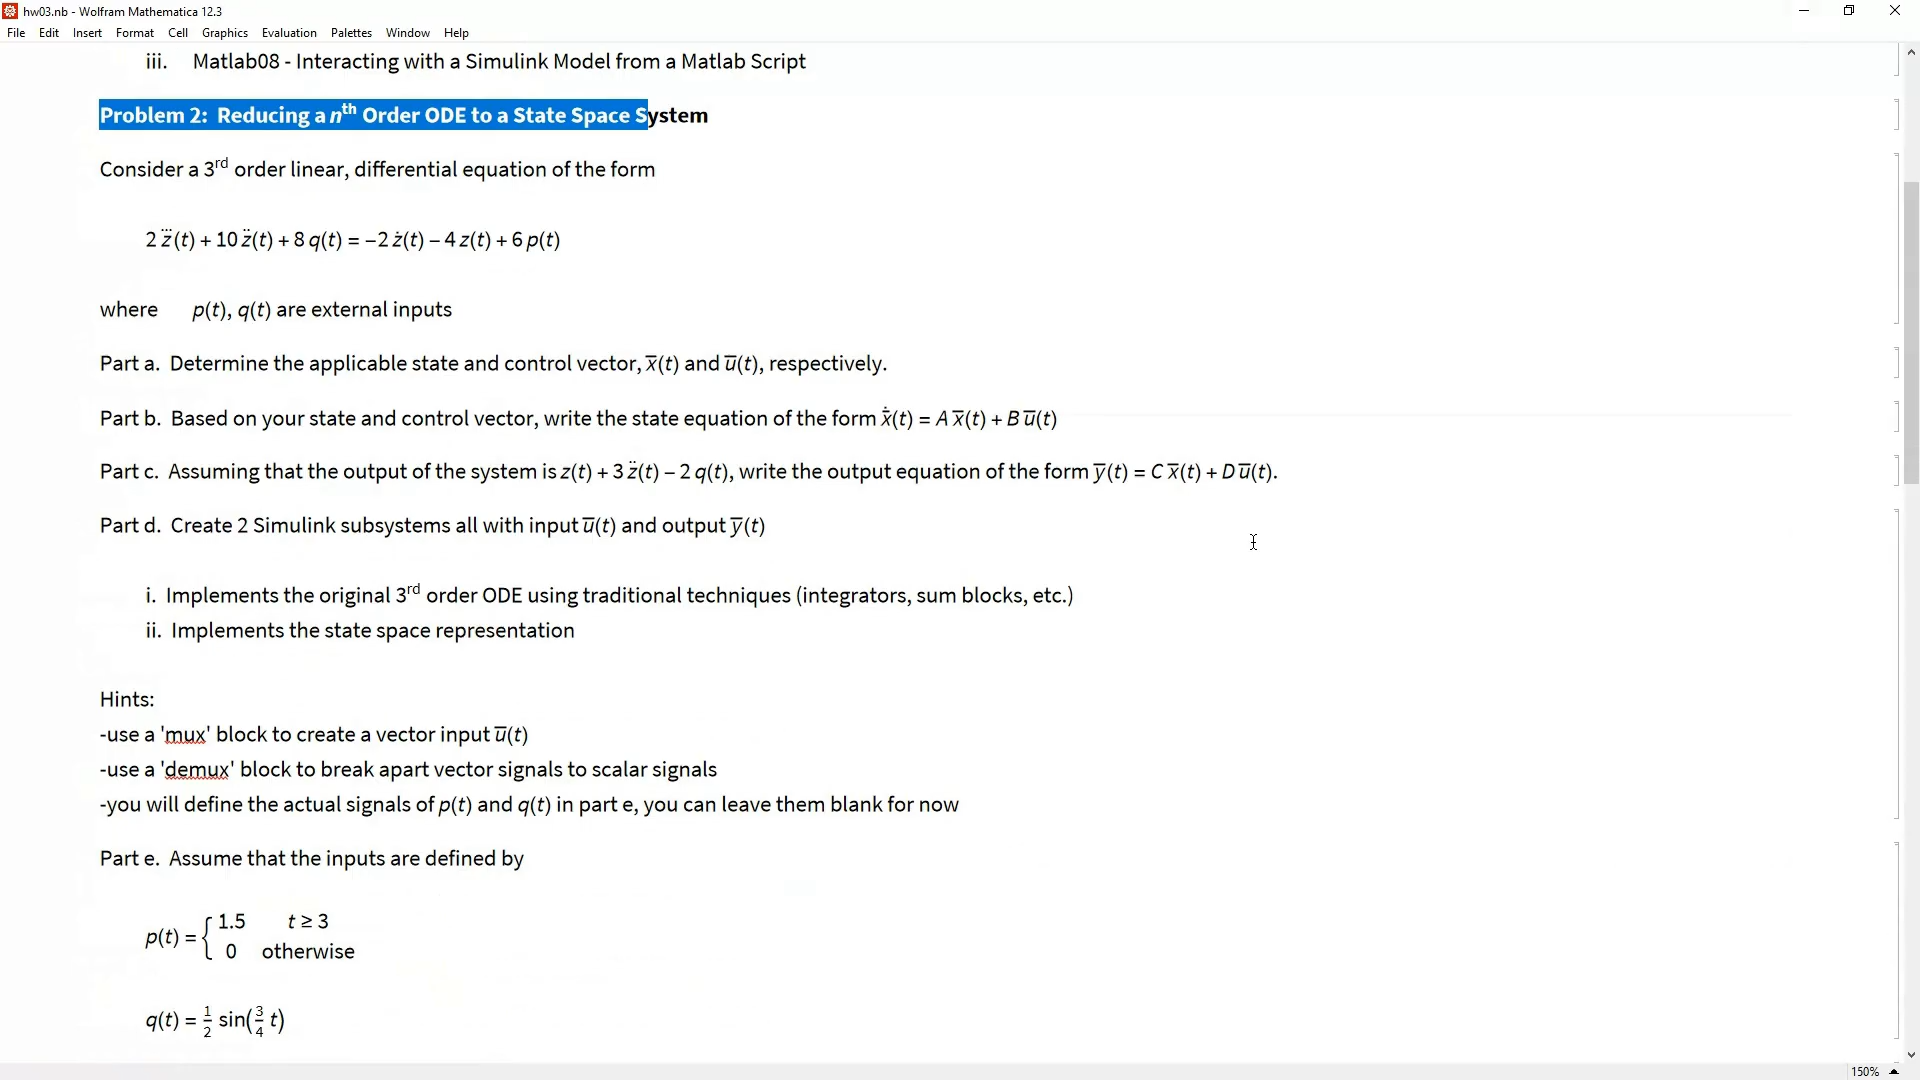 hw03.nb - Wolfram Mathematica 12.3
File Edit Insert Format Cell Graphics Evaluation Palettes Window Help
iii. Matlab08 - Interacting with a Simulink Model from a Matlab Script
Problem 2: Reducing a nᵗʰ Order ODE to a State Space System
Consider a 3ʳᵈ order linear, differential equation of the form
2 z⃛(t) + 10 z̈(t) + 8 q(t) = −2 ż(t) − 4 z(t) + 6 p(t)
where p(t), q(t) are external inputs
Part a. Determine the applicable state and control vector, x̅(t) and u̅(t), respectively.
Part b. Based on your state and control vector, write the state equation of the form x̅̇(t) = A x̅(t) + B u̅(t)
Part c. Assuming that the output of the system is z(t) + 3 z̈(t) − 2 q(t), write the output equation of the form y̅(t) = C x̅(t) + D u̅(t).
Part d. Create 2 Simulink subsystems all with input u̅(t) and output y̅(t)
i. Implements the original 3ʳᵈ order ODE using traditional techniques (integrators, sum blocks, etc.)
ii. Implements the state space representation
Hints:
-use a 'mux' block to create a vector input u̅(t)
-use a 'demux' block to break apart vector signals to scalar signals
-you will define the actual signals of p(t) and q(t) in part e, you can leave them blank for now
Part e. Assume that the inputs are defined by
p(t) = { 1.5 t ≥ 3
0 otherwise
q(t) = 1/2 sin(3/4 t)
150%